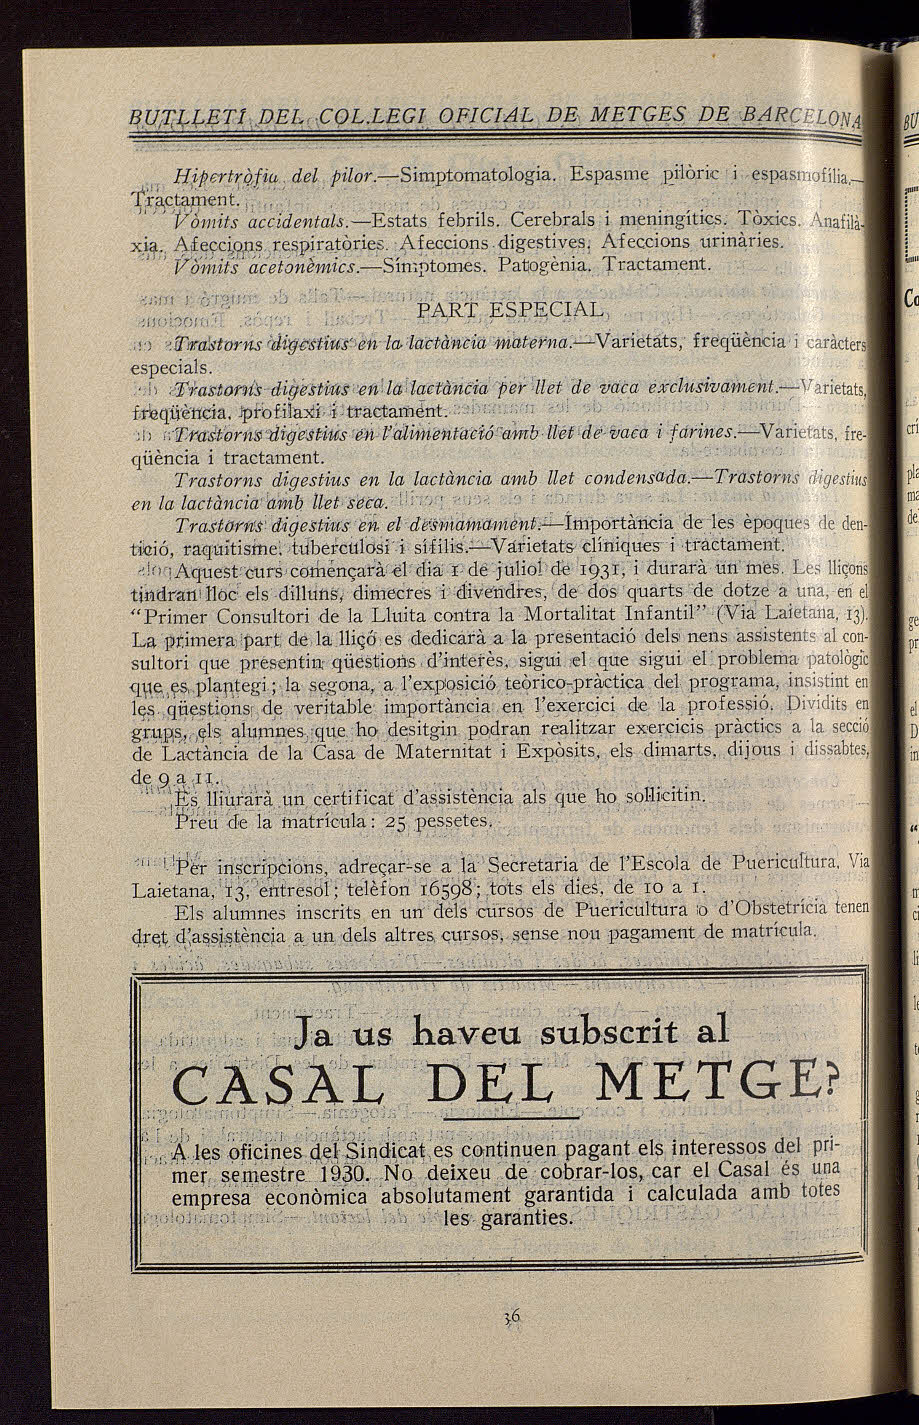 BUTLLETÍ DEL COL.LEGI OFICIAL DE METGES DE BARCELONA
Hipertròfia del pilor.—Simptomatologia. Espasme pilòric i espasmofília.—
Tractament.
Vòmits accidentals.—Estats febrils. Cerebrals i meningítics. Tòxics. Anafilà-
xia. Afeccions respiratòries. Afeccions digestives. Afeccions urinàries.
Vòmits acetonèmics.—Símptomes. Patogènia. Tractament.
PART ESPECIAL
Trastorns digestius en la lactància materna.—Varietats, freqüència i caràcters
especials.
Trastorns digestius en la lactància per llet de vaca exclusivament.—Varietats,
freqüència, profilaxi i tractament.
Trastorns digestius en l'alimentació amb llet de vaca i farines.—Varietats, fre-
qüència i tractament.
Trastorns digestius en la lactància amb llet condensada.—Trastorns digestius
en la lactància amb llet seca.
Trastorns digestius en el desmamament.—Importància de les èpoques de den-
tició, raquitisme, tuberculosi i sífilis.—Varietats clíniques i tractament.
Aquest curs començarà el dia 1 de juliol de 1931, i durarà un mes. Les lliçons
tindran lloc els dilluns, dimecres i divendres, de dos quarts de dotze a una, en el
“Primer Consultori de la Lluita contra la Mortalitat Infantil” (Via Laietana, 13).
La primera part de la lliçó es dedicarà a la presentació dels nens assistents al con-
sultori que presentin qüestions d'interès, sigui el que sigui el problema patològic
que es plantegi; la segona, a l'exposició teòrico-pràctica del programa, insistint en
les qüestions de veritable importància en l'exercici de la professió. Dividits en
grups, els alumnes que ho desitgin podran realitzar exercicis pràctics a la secció
de Lactància de la Casa de Maternitat i Expòsits, els dimarts, dijous i dissabtes,
de 9 a 11.
Es lliurarà un certificat d'assistència als que ho sol·licitin.
Preu de la matrícula: 25 pessetes.
Per inscripcions, adreçar-se a la Secretaria de l'Escola de Puericultura, Via
Laietana, 13, entresol; telèfon 16598; tots els dies, de 10 a 1.
Els alumnes inscrits en un dels cursos de Puericultura o d'Obstetrícia tenen
dret d'assistència a un dels altres cursos, sense nou pagament de matrícula.
Ja us haveu subscrit al
CASAL DEL METGE?
A les oficines del Sindicat es continuen pagant els interessos del pri-
mer semestre 1930. No deixeu de cobrar-los, car el Casal és una
empresa econòmica absolutament garantida i calculada amb totes
les garanties.
36